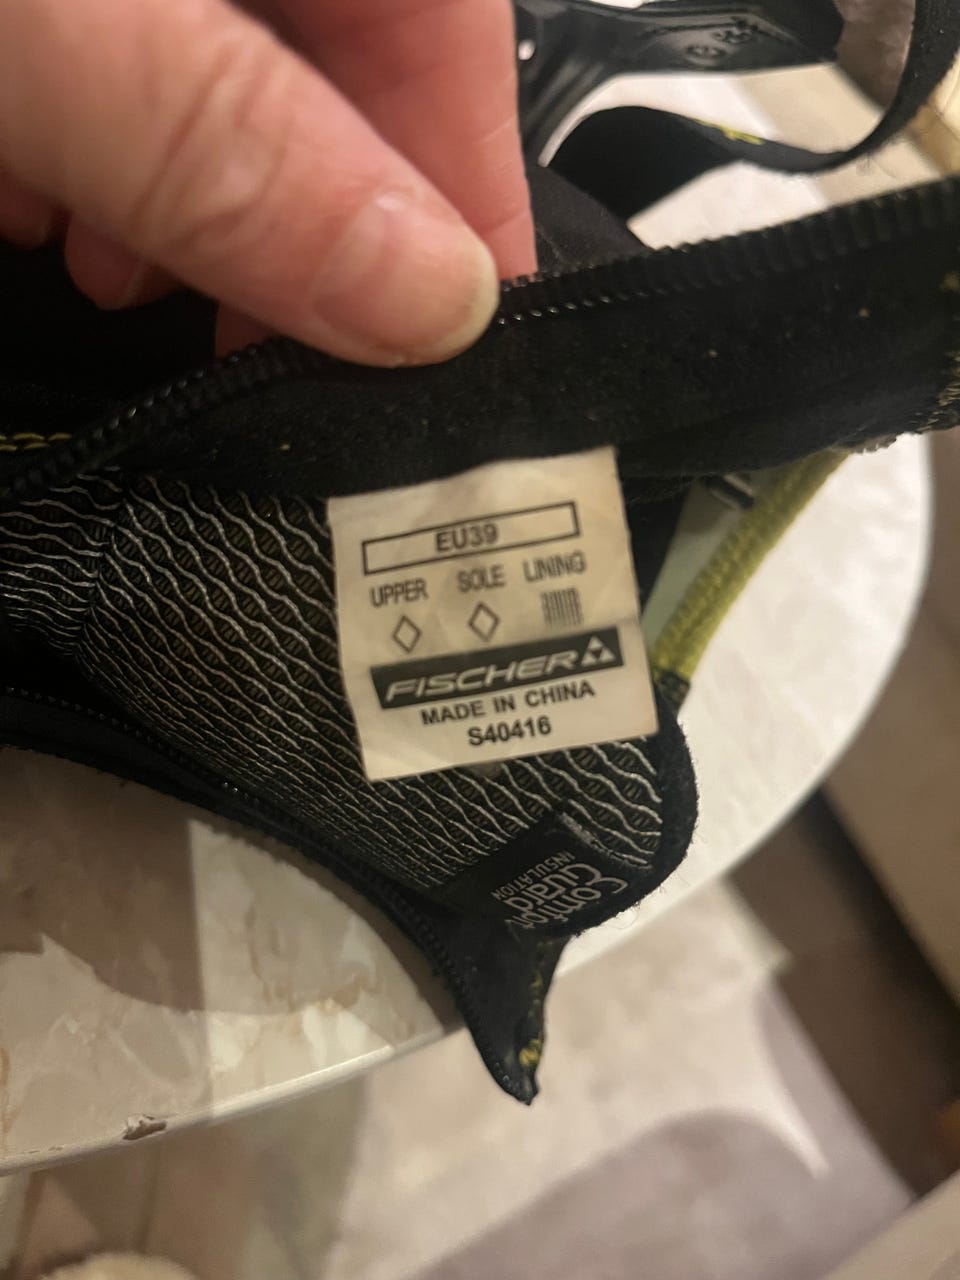 EU39
UPPER SOLE LINING
FISCHER
MADE IN CHINA
S40416
Comfort
Guard
INSULATION